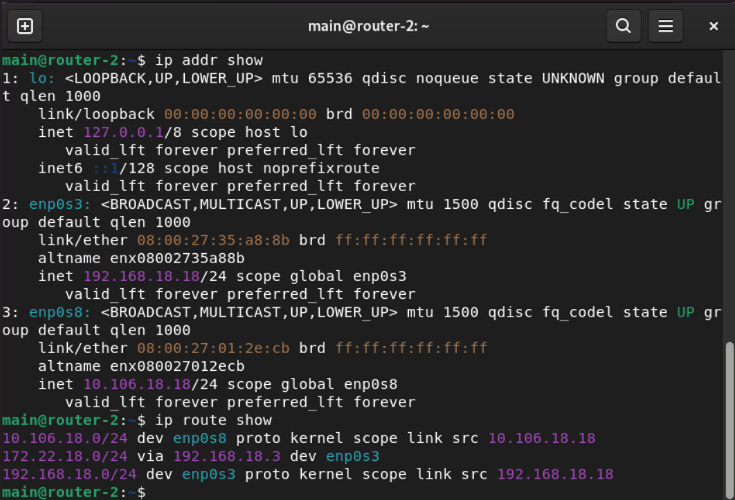 main@router-2: ~
main@router-2:~$ ip addr show
1: lo: <LOOPBACK,UP,LOWER_UP> mtu 65536 qdisc noqueue state UNKNOWN group defaul
t qlen 1000
    link/loopback 00:00:00:00:00:00 brd 00:00:00:00:00:00
    inet 127.0.0.1/8 scope host lo
       valid_lft forever preferred_lft forever
    inet6 ::1/128 scope host noprefixroute
       valid_lft forever preferred_lft forever
2: enp0s3: <BROADCAST,MULTICAST,UP,LOWER_UP> mtu 1500 qdisc fq_codel state UP gr
oup default qlen 1000
    link/ether 08:00:27:35:a8:8b brd ff:ff:ff:ff:ff:ff
    altname enx08002735a88b
    inet 192.168.18.18/24 scope global enp0s3
       valid_lft forever preferred_lft forever
3: enp0s8: <BROADCAST,MULTICAST,UP,LOWER_UP> mtu 1500 qdisc fq_codel state UP gr
oup default qlen 1000
    link/ether 08:00:27:01:2e:cb brd ff:ff:ff:ff:ff:ff
    altname enx080027012ecb
    inet 10.106.18.18/24 scope global enp0s8
       valid_lft forever preferred_lft forever
main@router-2:~$ ip route show
10.106.18.0/24 dev enp0s8 proto kernel scope link src 10.106.18.18
172.22.18.0/24 via 192.168.18.3 dev enp0s3
192.168.18.0/24 dev enp0s3 proto kernel scope link src 192.168.18.18
main@router-2:~$